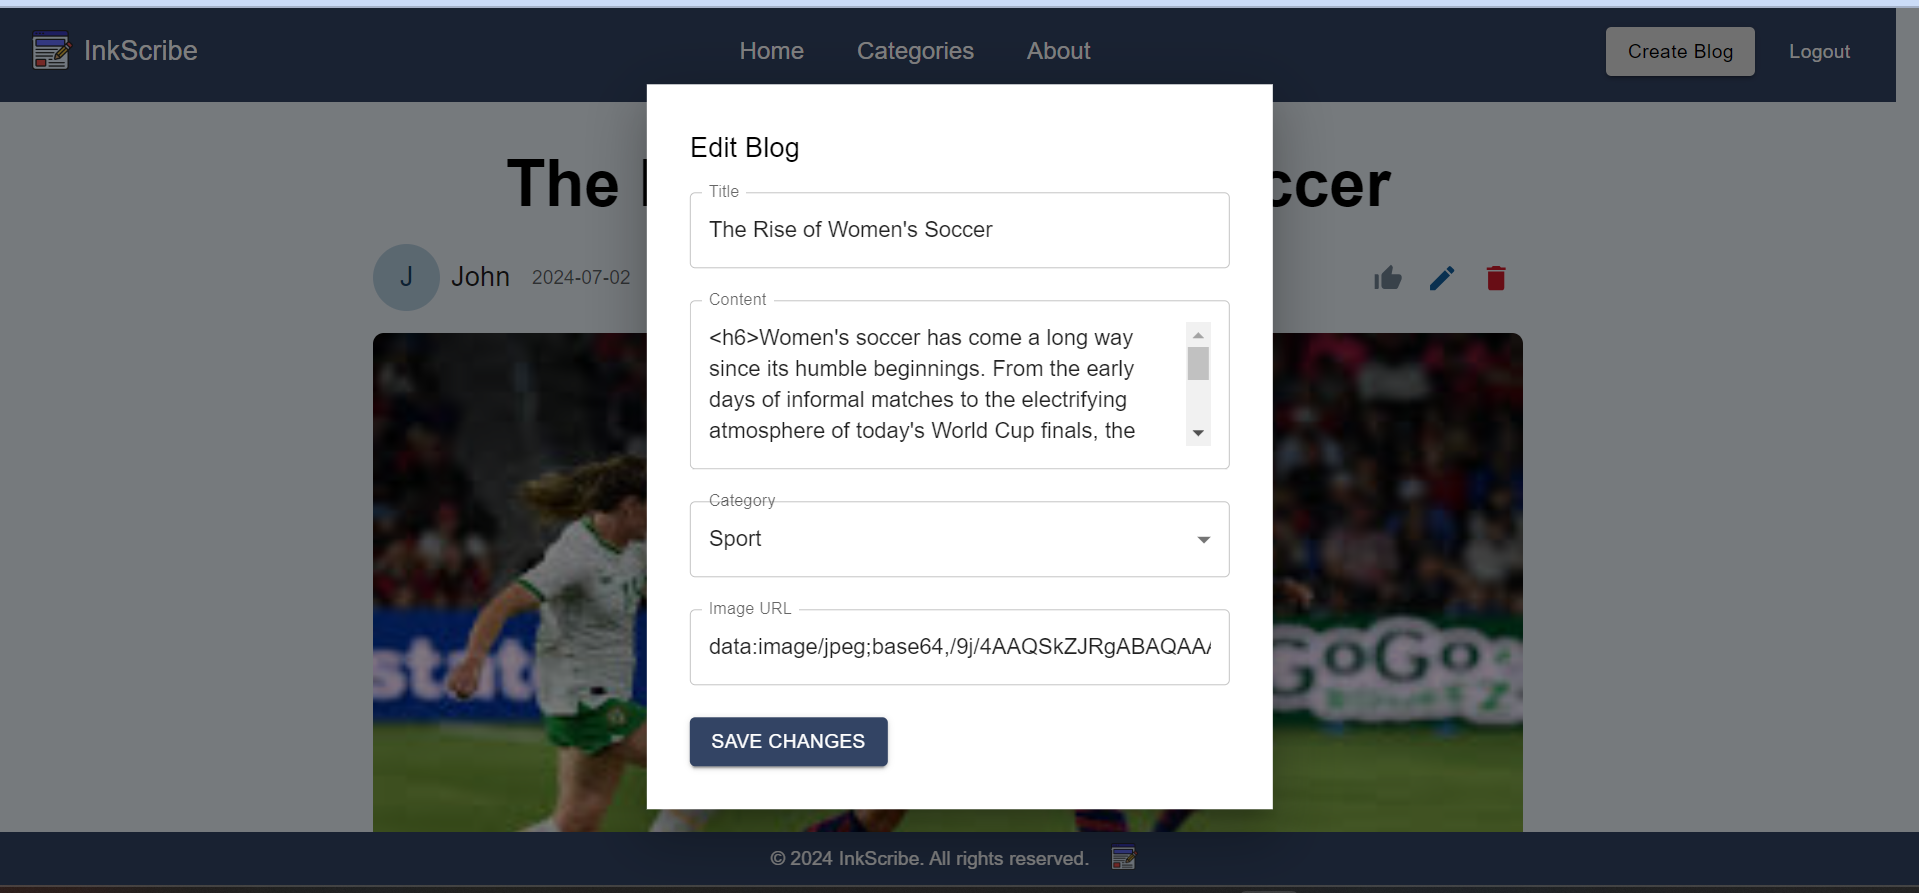 InkScribe
Home
Categories
About
Create Blog
Logout
Edit Blog
The
ccer
Title
The Rise of Women's Soccer
J
John
2024-07-02
Content
<h6>Women's soccer has come a long way
since its humble beginnings. From the early
days of informal matches to the electrifying
atmosphere of today's World Cup finals, the
Category
Sport
Image URL
data:image/jpeg;base64,/9j/4AAQSkZJRgABAQAAA
state
GoGo
SAVE CHANGES
© 2024 InkScribe. All rights reserved.